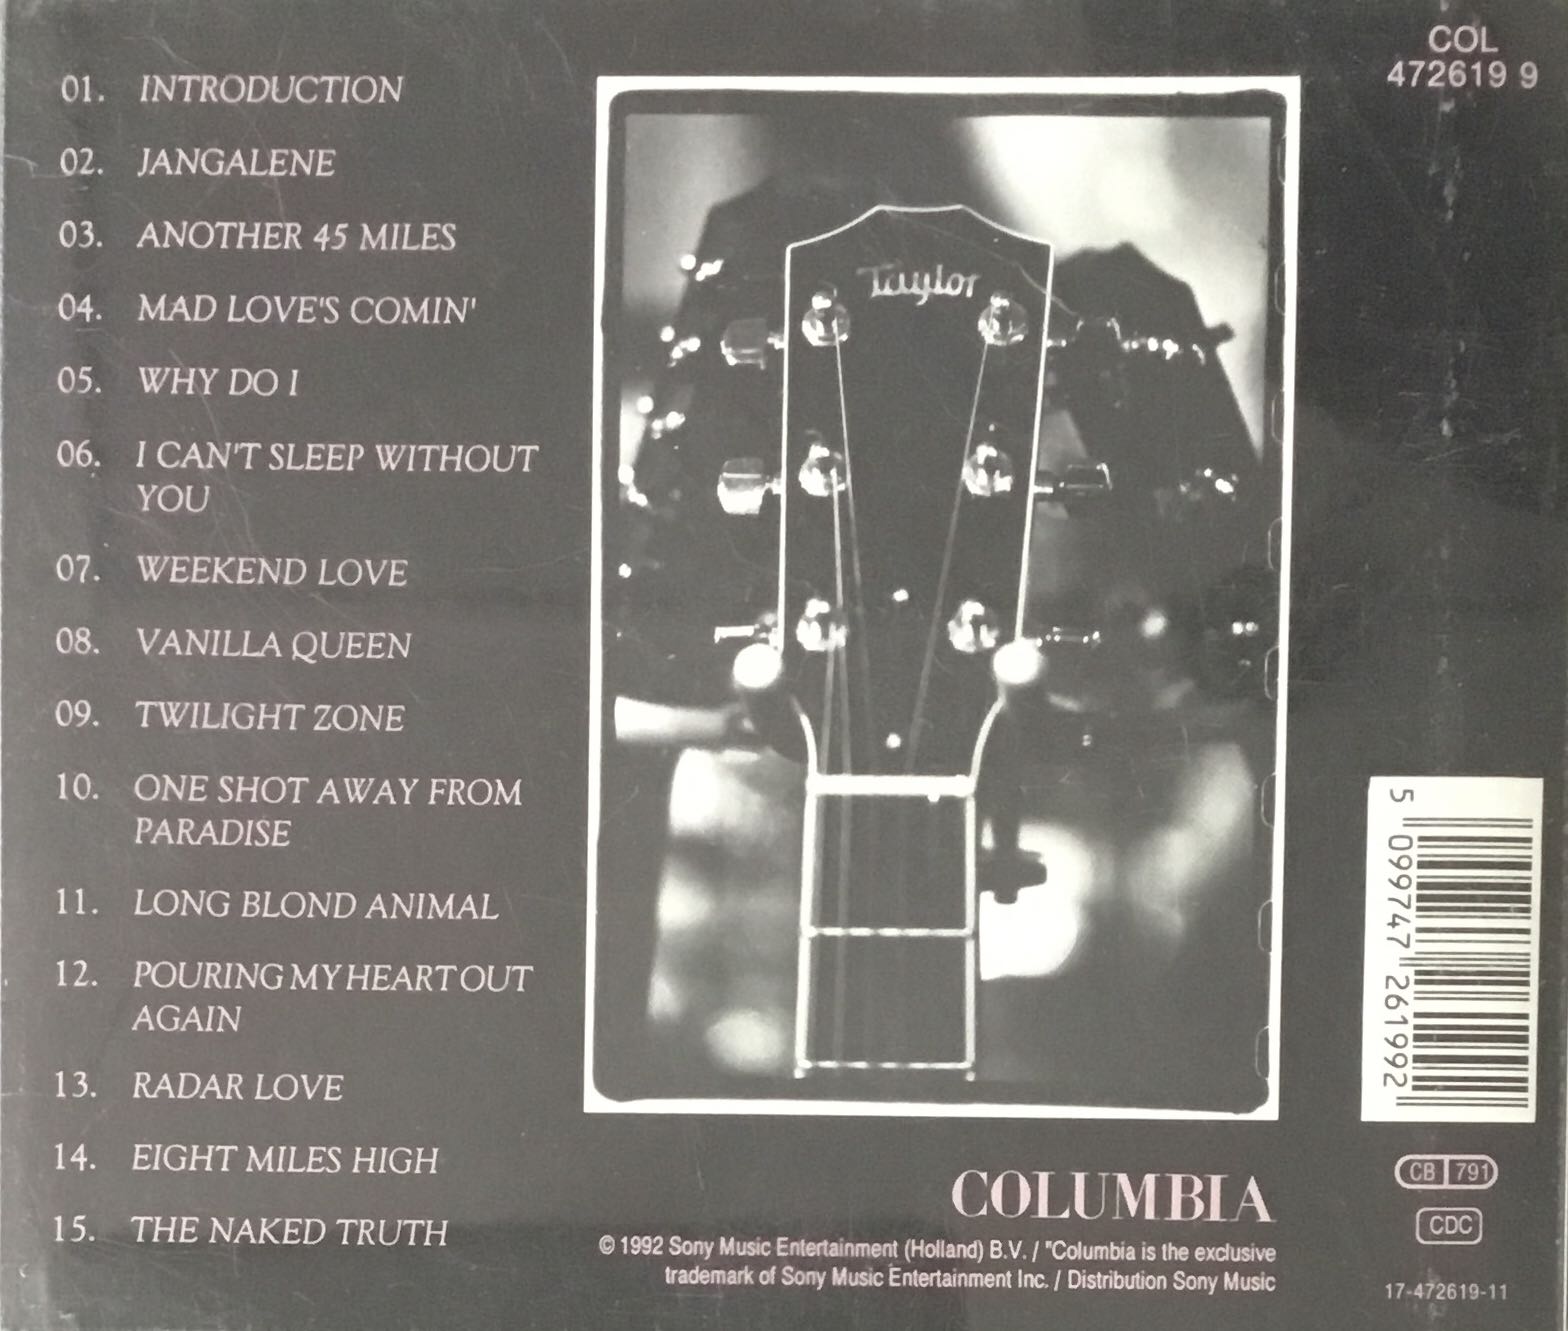 COL
472619 9
01. INTRODUCTION
02. JANGALENE
03. ANOTHER 45 MILES
04. MAD LOVE'S COMIN'
05. WHY DO I
06. I CAN'T SLEEP WITHOUT
YOU
07. WEEKEND LOVE
08. VANILLA QUEEN
09. TWILIGHT ZONE
10. ONE SHOT AWAY FROM
PARADISE
11. LONG BLOND ANIMAL
12. POURING MY HEART OUT
AGAIN
13. RADAR LOVE
14. EIGHT MILES HIGH
15. THE NAKED TRUTH
Taylor
5 099747 261992
COLUMBIA
© 1992 Sony Music Entertainment (Holland) B.V. / "Columbia is the exclusive
trademark of Sony Music Entertainment Inc. / Distribution Sony Music
CB 791
CDC
17-472619-11